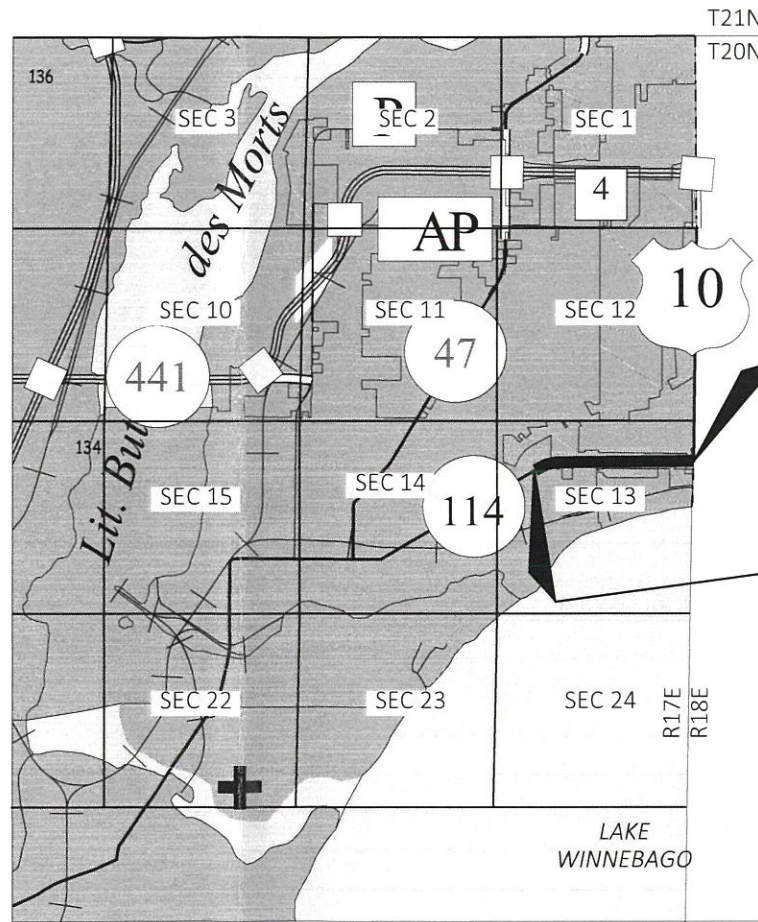 T21N
T20N
136
SEC 3
P
SEC 2
SEC 1
4
AP
des Morts
SEC 10
SEC 11
SEC 12
10
441
47
134
Lit. But
SEC 15
SEC 14
114
SEC 13
SEC 22
SEC 23
SEC 24
R17E
R18E
LAKE
WINNEBAGO